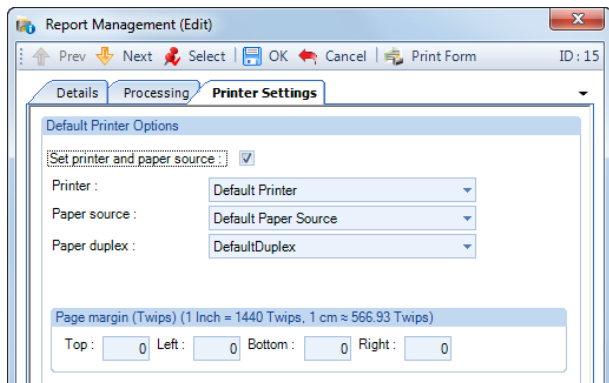 Report Management (Edit)
Prev Next Select OK Cancel Print Form ID : 15
Details Processing Printer Settings
Default Printer Options
Set printer and paper source :
Printer : Default Printer
Paper source : Default Paper Source
Paper duplex : DefaultDuplex
Page margin (Twips) (1 Inch = 1440 Twips, 1 cm ≈ 566.93 Twips)
Top : 0 Left : 0 Bottom : 0 Right : 0